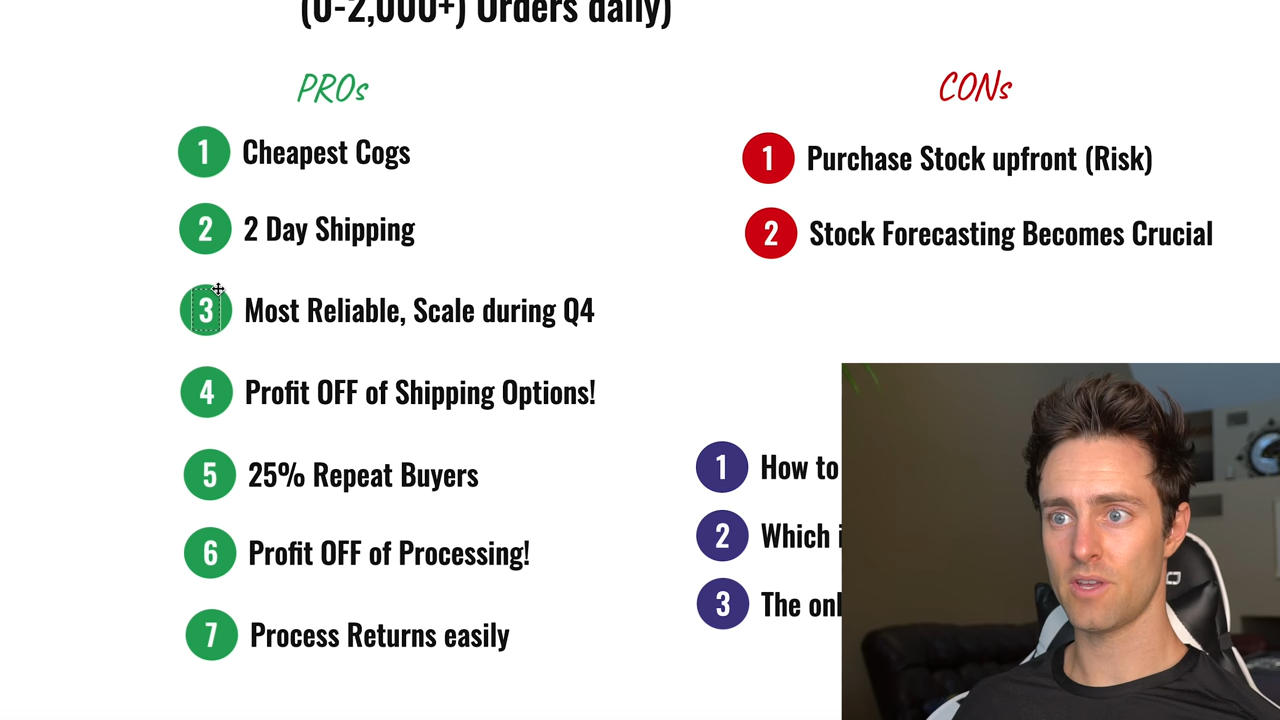 (0-2,000+) Orders daily)
PROs
1 Cheapest Cogs
2 2 Day Shipping
3 Most Reliable, Scale during Q4
4 Profit OFF of Shipping Options!
5 25% Repeat Buyers
6 Profit OFF of Processing!
7 Process Returns easily
CONs
1 Purchase Stock upfront (Risk)
2 Stock Forecasting Becomes Crucial
1 How to
2 Which
3 The